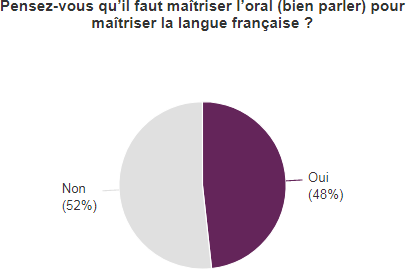 Pensez-vous qu'il faut maîtriser l'oral (bien parler) pour
maîtriser la langue française ?
Non
(52%)
Oui
(48%)